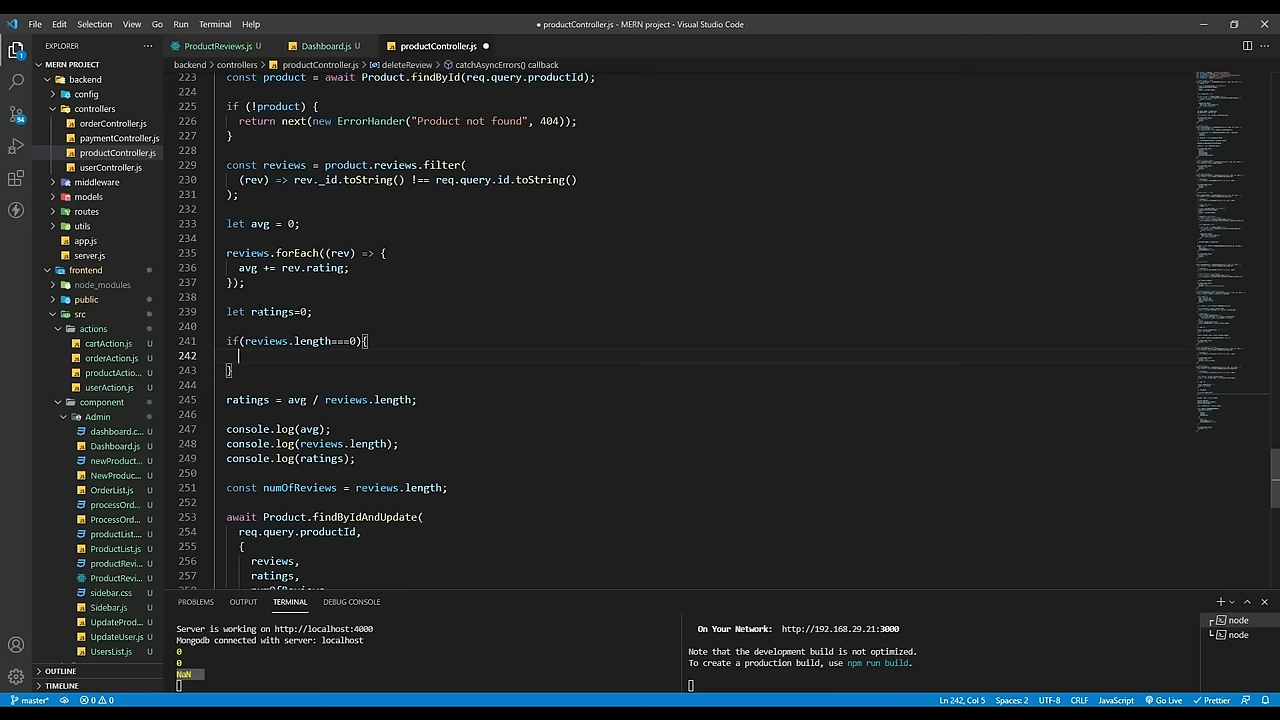 File Edit Selection View Go Run Terminal Help
● productController.js - MERN project - Visual Studio Code
EXPLORER
MERN PROJECT
backend
config
controllers
orderController.js
paymentController.js
productController.js
userController.js
middleware
models
routes
utils
app.js
server.js
frontend
node_modules
public
src
actions
cartAction.js U
orderAction.js U
productActio... U
userAction.js U
component
Admin
dashboard.c... U
Dashboard.js U
newProduct... U
NewProduc... U
OrderList.js U
processOrd... U
ProcessOrd... U
productList.... U
ProductList.js U
productRevi... U
ProductRevi... U
sidebar.css U
Sidebar.js U
UpdateProd... U
UpdateUser.js U
UsersList.js U
OUTLINE
TIMELINE
ProductReviews.js U Dashboard.js U productController.js ●
backend > controllers > productController.js > deleteReview > catchAsyncErrors() callback
223 const product = await Product.findById(req.query.productId);
224
225 if (!product) {
226 return next(new ErrorHander("Product not found", 404));
227 }
228
229 const reviews = product.reviews.filter(
230 (rev) => rev._id.toString() !== req.query.id.toString()
231 );
232
233 let avg = 0;
234
235 reviews.forEach((rev) => {
236 avg += rev.rating;
237 });
238
239 let ratings=0;
240
241 if(reviews.length===0){
242
243 }
244
245 ratings = avg / reviews.length;
246
247 console.log(avg);
248 console.log(reviews.length);
249 console.log(ratings);
250
251 const numOfReviews = reviews.length;
252
253 await Product.findByIdAndUpdate(
254 req.query.productId,
255 {
256 reviews,
257 ratings,
PROBLEMS OUTPUT TERMINAL DEBUG CONSOLE
Server is working on http://localhost:4000
Mongodb connected with server: localhost
0
0
NaN
On Your Network: http://192.168.29.21:3000
Note that the development build is not optimized.
To create a production build, use npm run build.
node
node
master* 0 0
Ln 242, Col 5 Spaces: 2 UTF-8 CRLF JavaScript Go Live Prettier